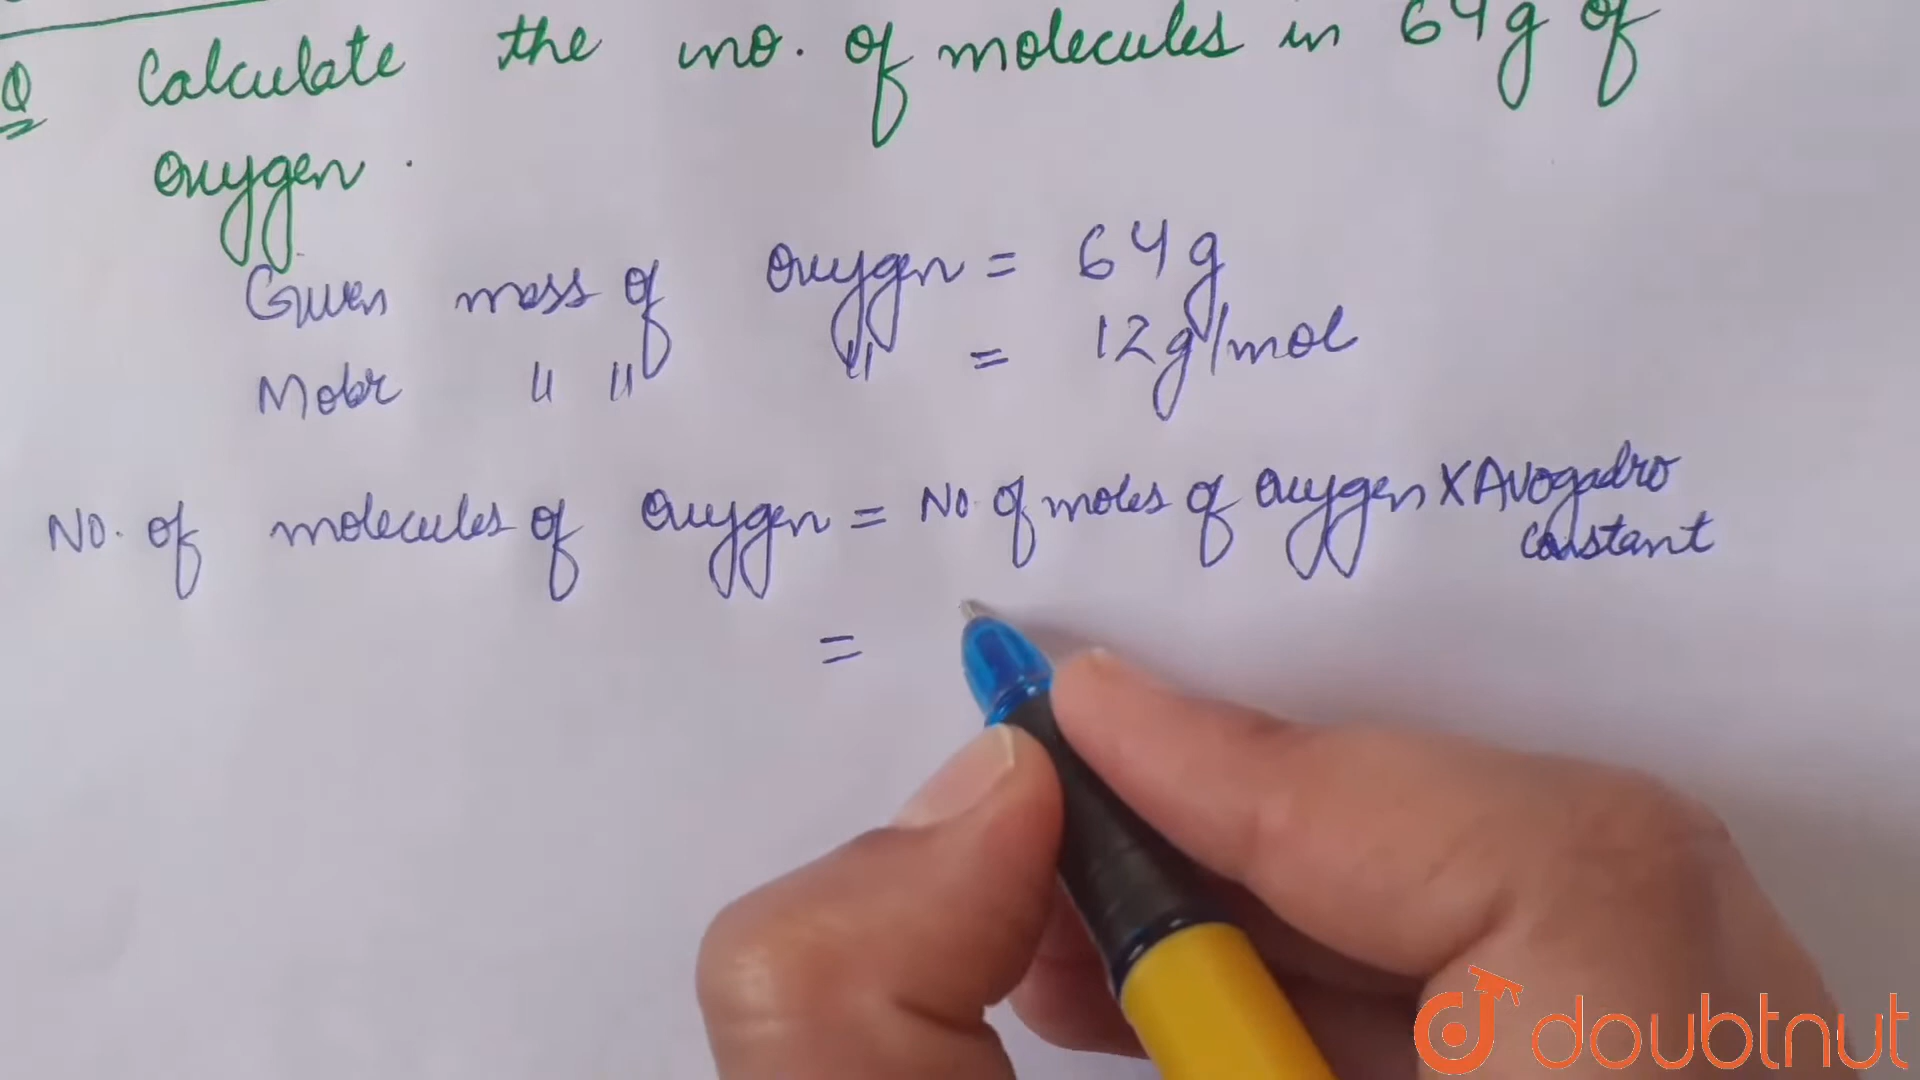 Q Calculate the no. of molecules in 64g of
oxygen.
Given mass of oxygen = 64g
Molar " " " = 12g/mol
No. of molecules of oxygen = No. of moles of oxygen X Avogadro
constant
=
doubtnut